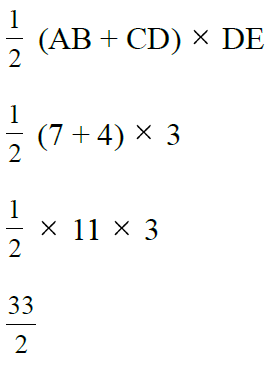 1/2 (AB + CD) × DE
1/2 (7 + 4) × 3
1/2 × 11 × 3
33/2